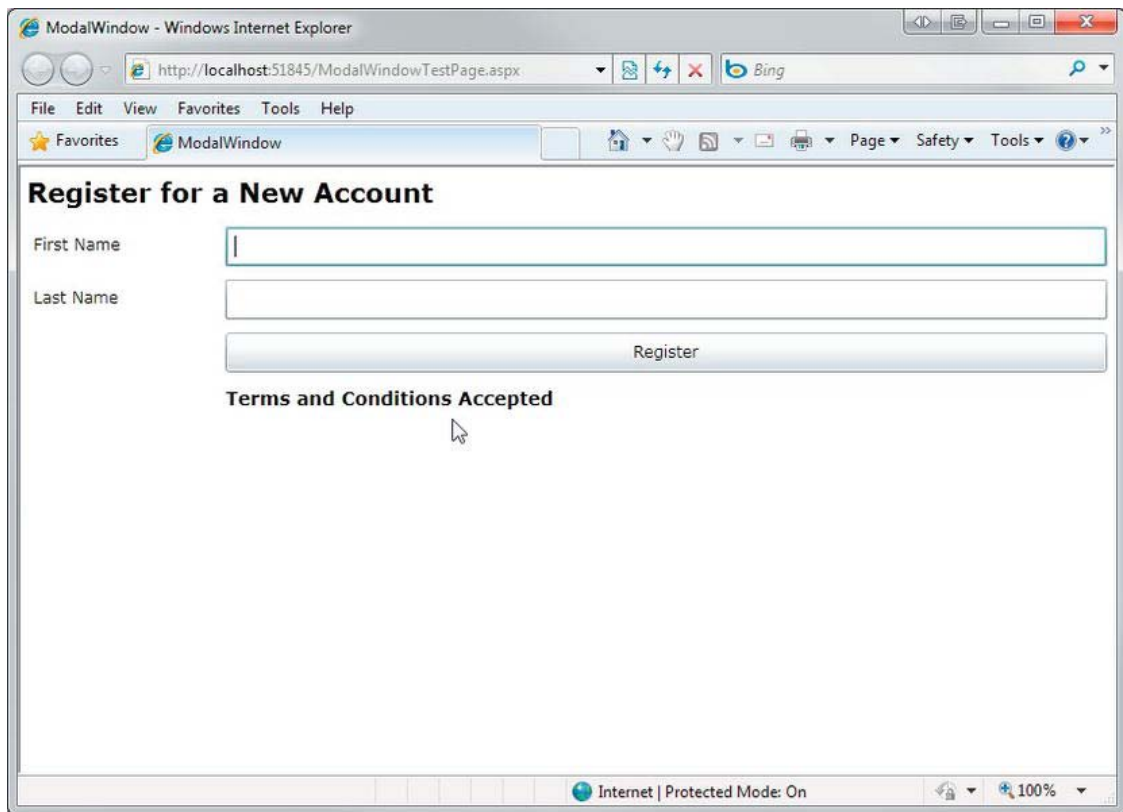 ModalWindow - Windows Internet Explorer
http://localhost:51845/ModalWindowTestPage.aspx
Bing
File Edit View Favorites Tools Help
Favorites ModalWindow Page Safety Tools
Register for a New Account
First Name
Last Name
Register
Terms and Conditions Accepted
Internet | Protected Mode: On 100%